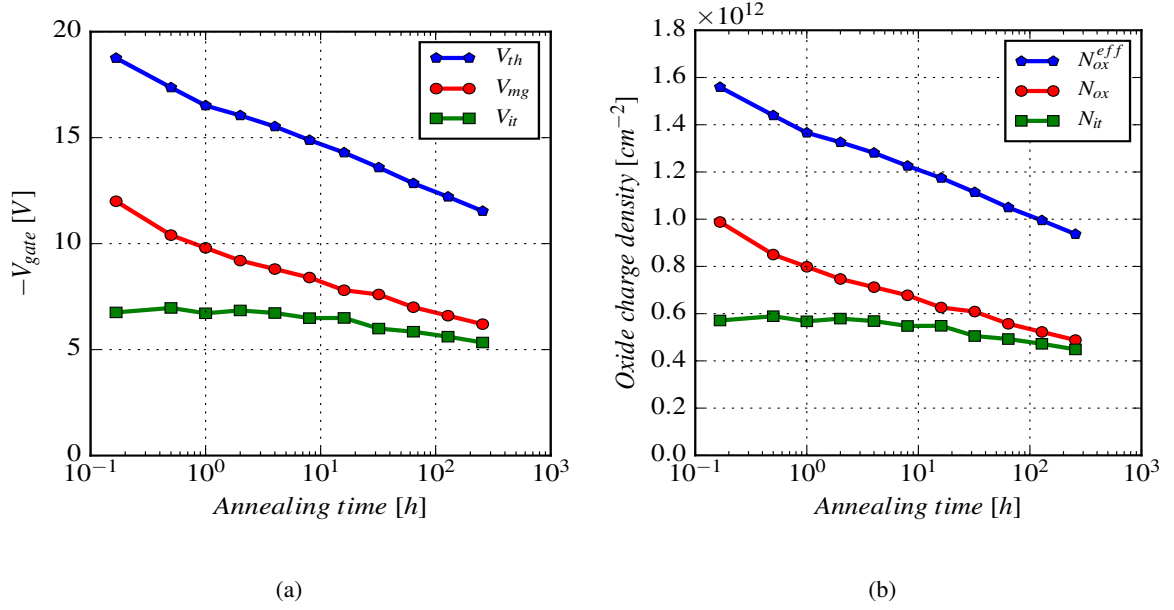 20
15
10
5
0
−V_gate [V]
V_th
V_mg
V_it
10^−1 10^0 10^1 10^2 10^3
Annealing time [h]
(a)
×10^12
1.8
1.6
1.4
1.2
1.0
0.8
0.6
0.4
0.2
0
Oxide charge density [cm^−2]
N_ox^eff
N_ox
N_it
10^−1 10^0 10^1 10^2 10^3
Annealing time [h]
(b)